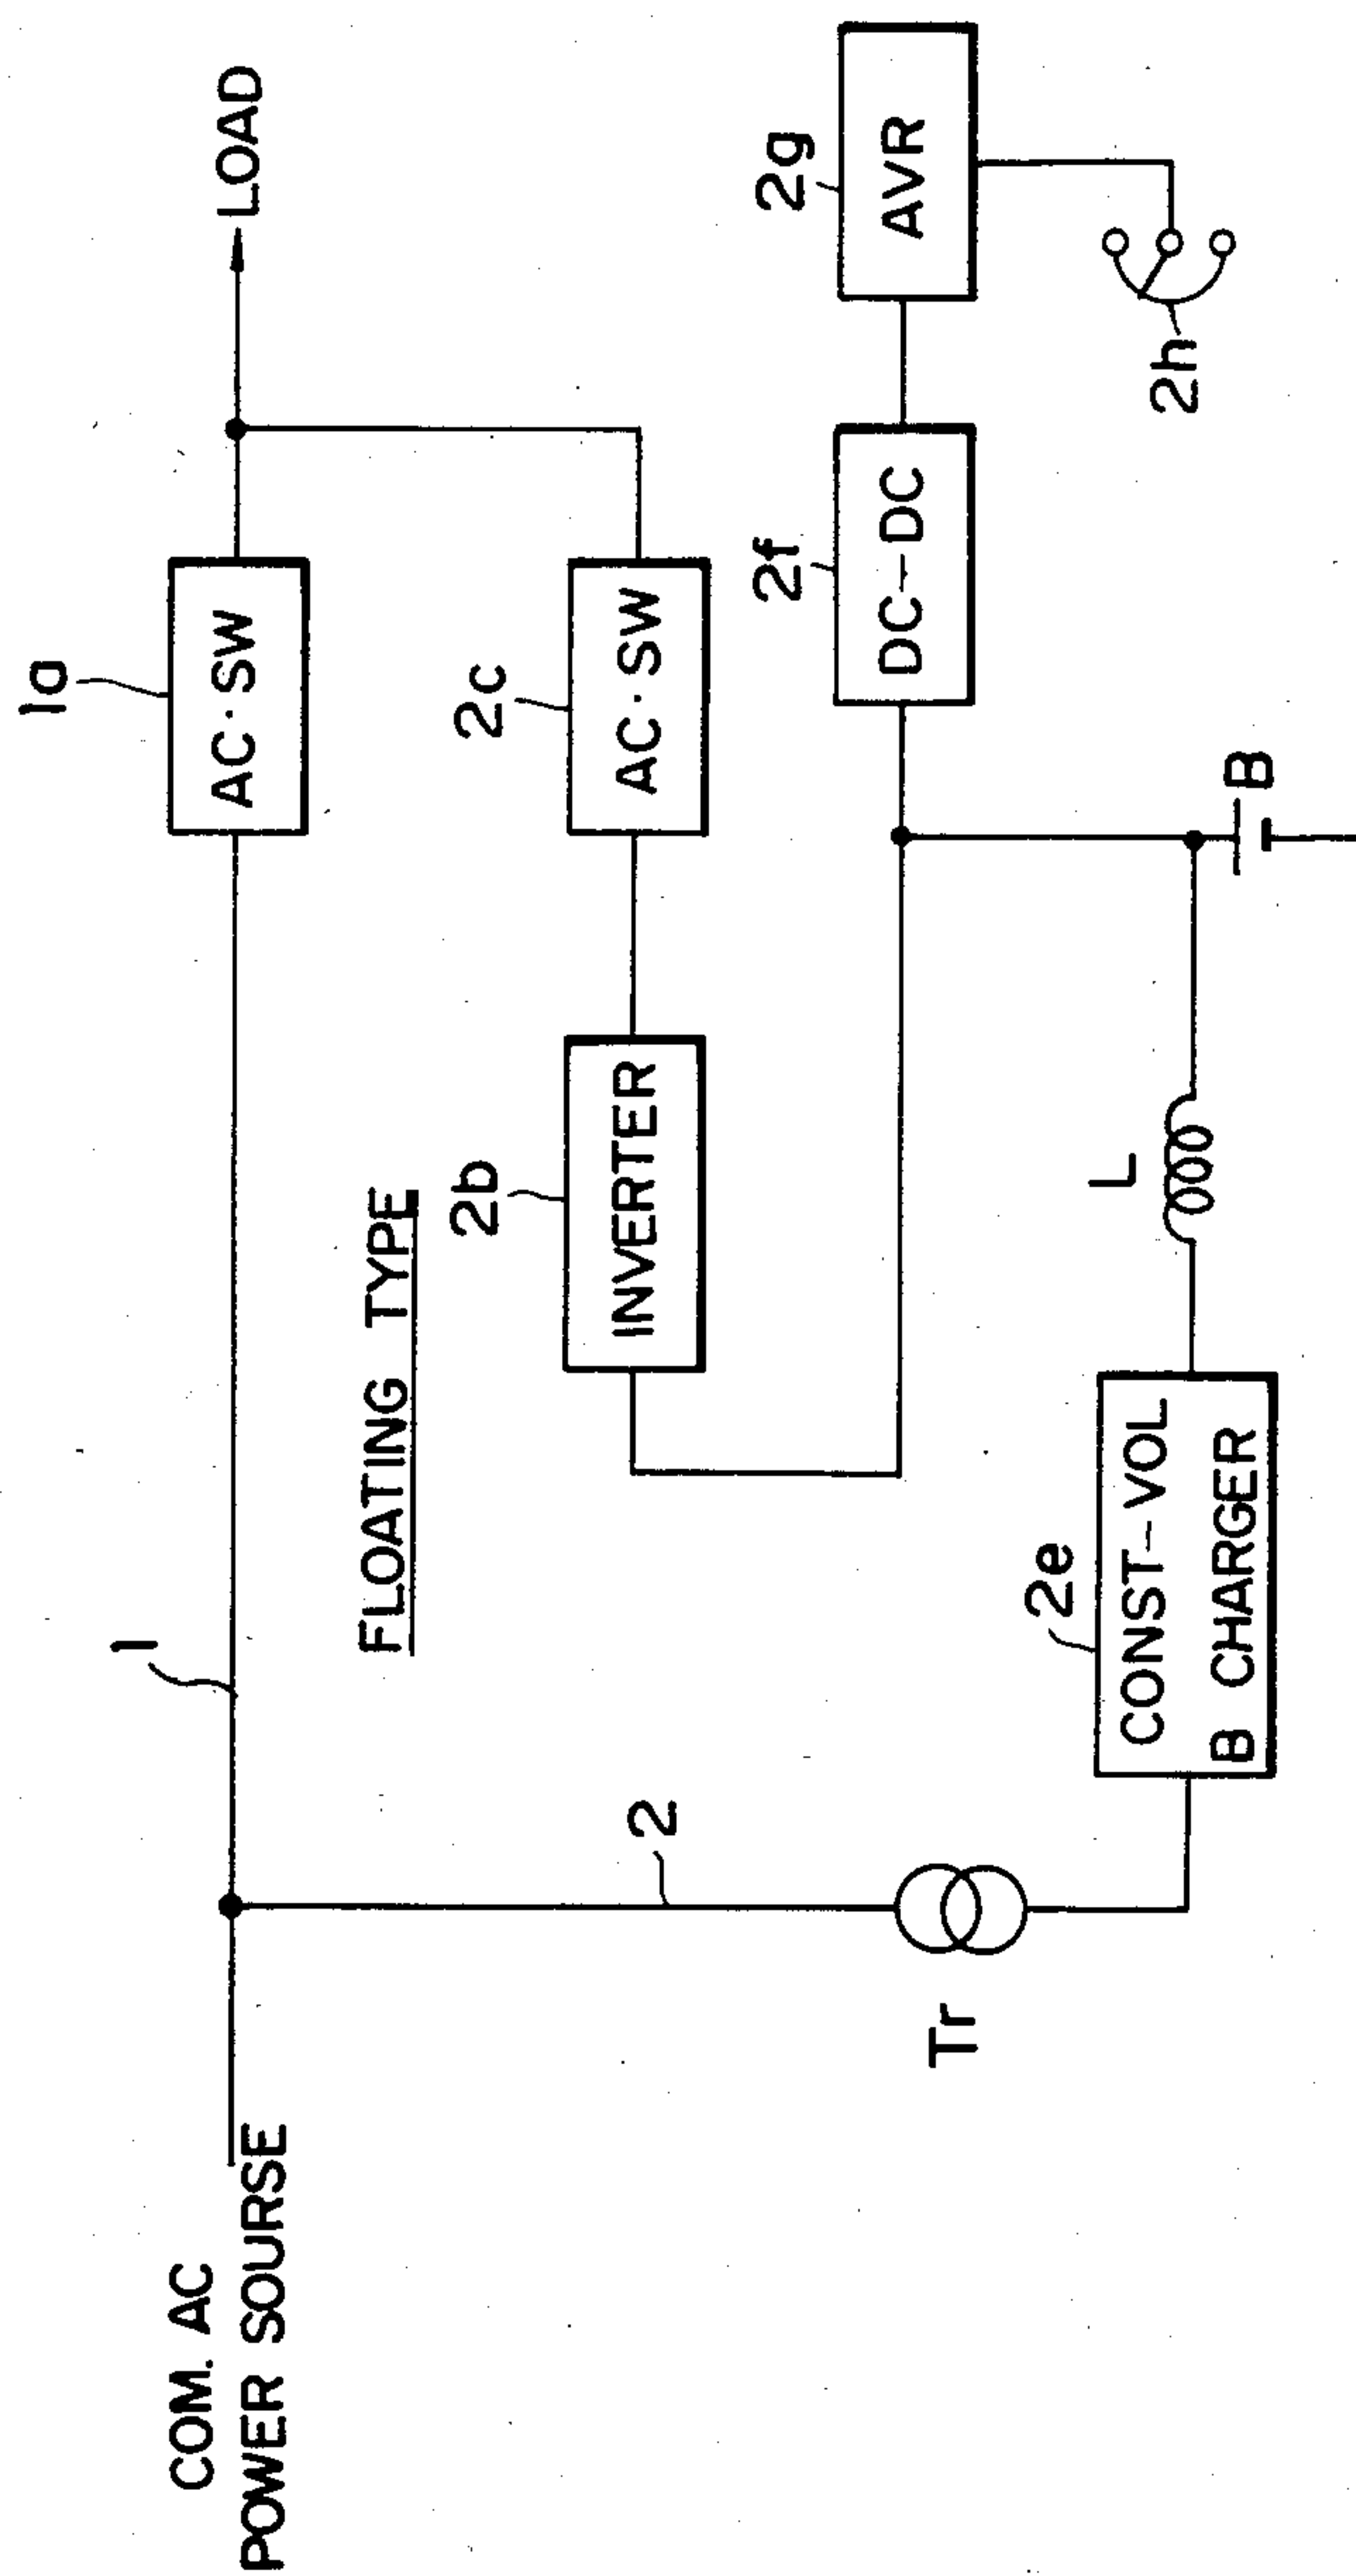 1a
AC·SW
LOAD
1
COM. AC
POWER SOURSE
FLOATING TYPE
2b
INVERTER
2c
AC·SW
2
2f
DC-DC
2g
AVR
2h
Tr
2e
CONST-VOL
B CHARGER
L
B